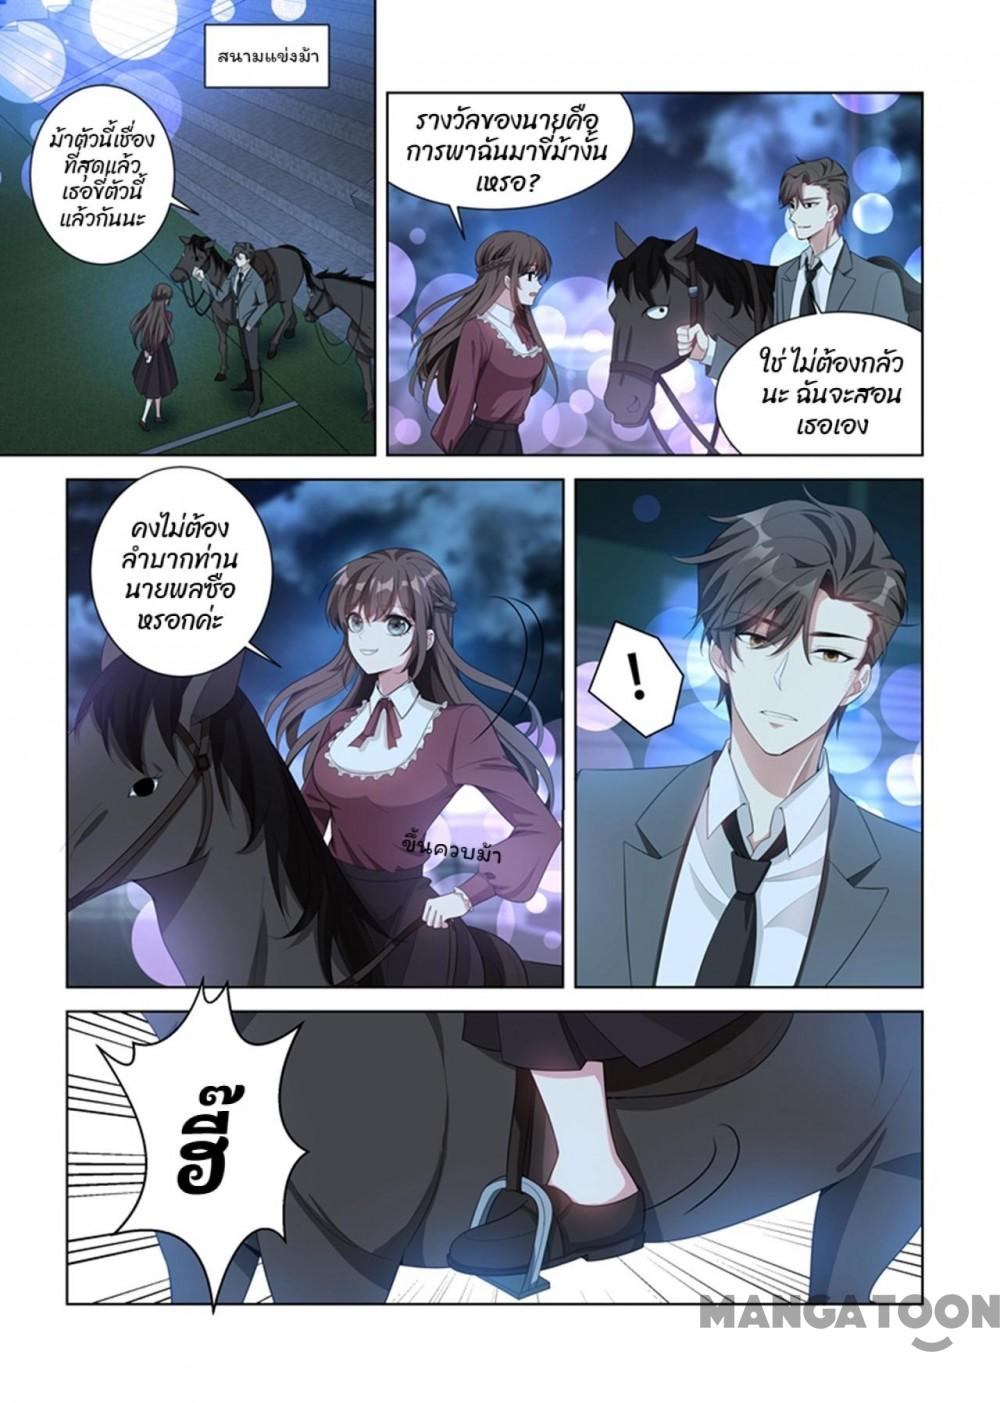 สนามแข่งม้า
ม้าตัวนี้เชื่อง
ที่สุดแล้ว
เธอขี่ตัวนี้
แล้วกันนะ
รางวัลของนายคือ
การพาฉันมาขี่ม้างั้น
เหรอ?
ใช่ ไม่ต้องกลัว
นะ ฉันจะสอน
เธอเอง
คงไม่ต้อง
ลำบากท่าน
นายพลซือ
หรอกค่ะ
ขึ้นควบม้า
!
ฮี๊
MANGATOON